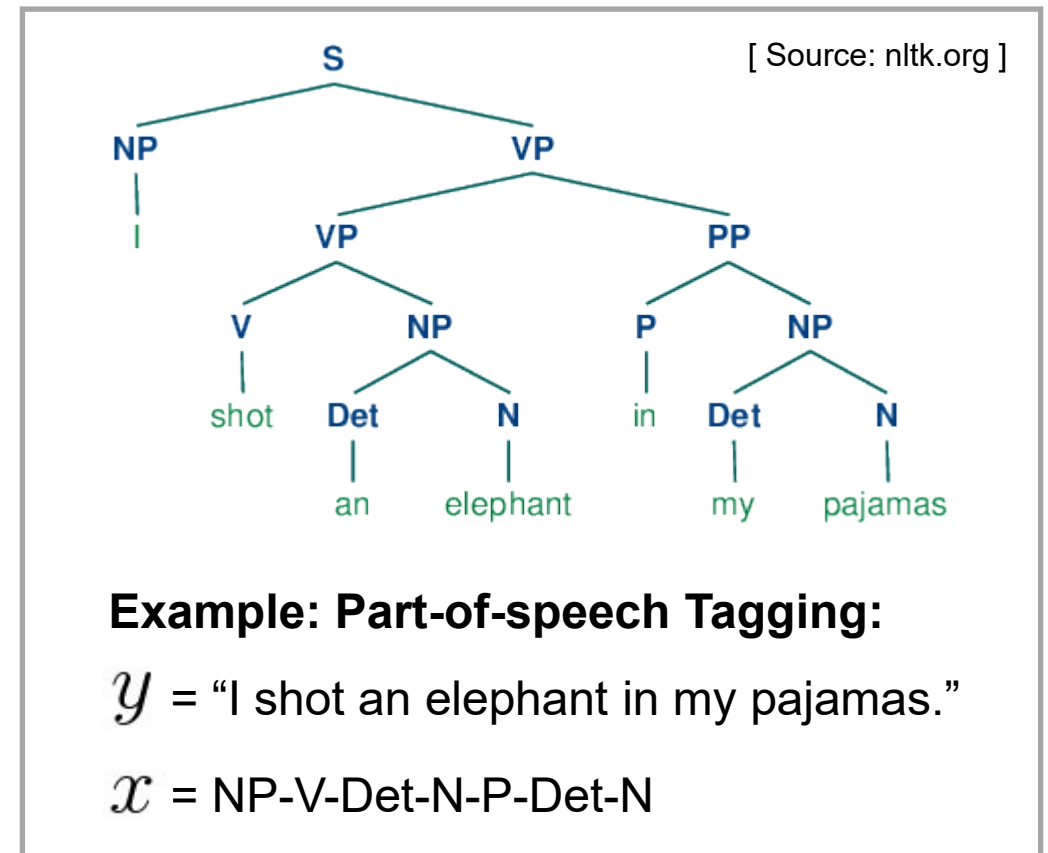 [ Source: nltk.org ]
S
NP VP
I VP PP
V NP P NP
shot Det N in Det N
an elephant my pajamas
Example: Part-of-speech Tagging:
y = “I shot an elephant in my pajamas.”
x = NP-V-Det-N-P-Det-N